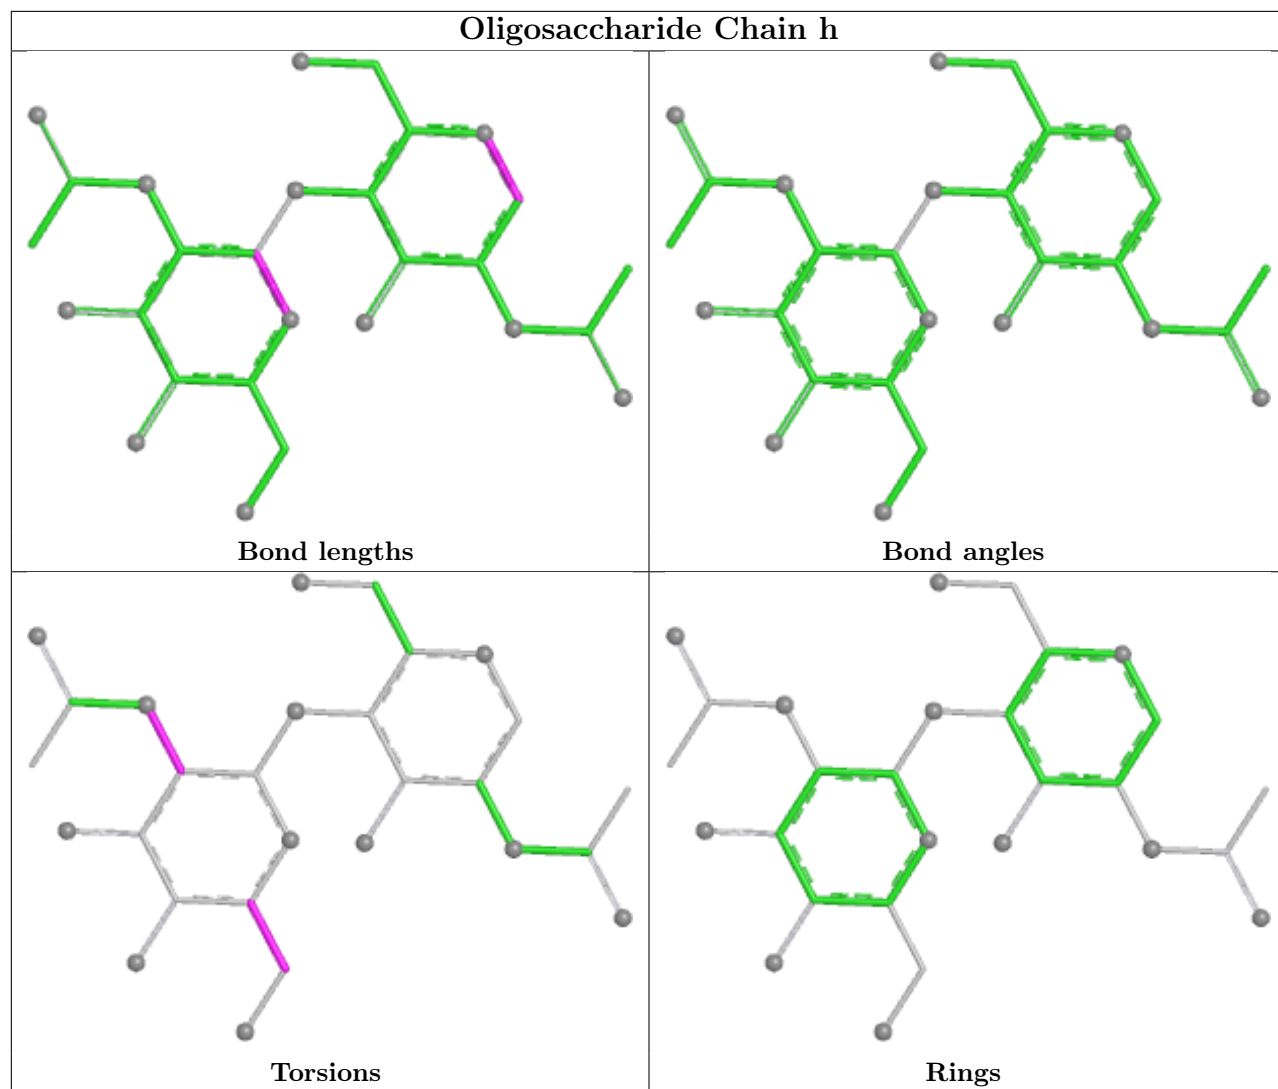 Oligosaccharide Chain h
Bond lengths
Bond angles
Torsions
Rings